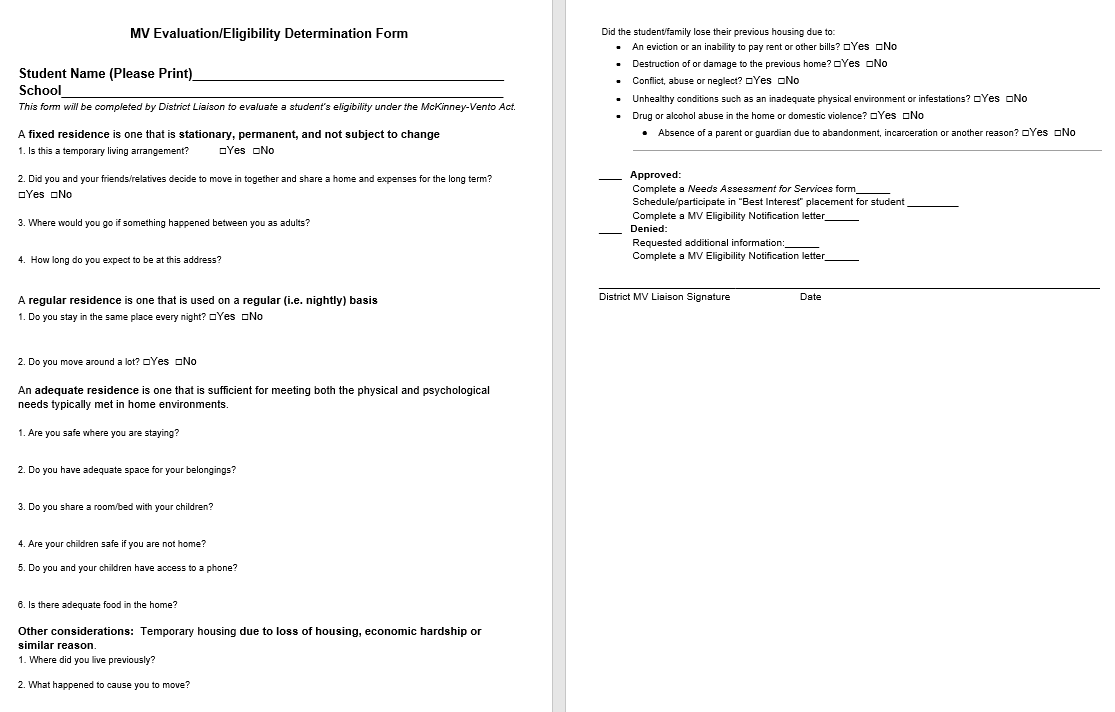 MV Evaluation/Eligibility Determination Form
Student Name (Please Print)___________________________________________
School_____________________________________________________________
This form will be completed by District Liaison to evaluate a student's eligibility under the McKinney-Vento Act.
A fixed residence is one that is stationary, permanent, and not subject to change
1. Is this a temporary living arrangement? □Yes □No
2. Did you and your friends/relatives decide to move in together and share a home and expenses for the long term?
□Yes □No
3. Where would you go if something happened between you as adults?
4. How long do you expect to be at this address?
A regular residence is one that is used on a regular (i.e. nightly) basis
1. Do you stay in the same place every night? □Yes □No
2. Do you move around a lot? □Yes □No
An adequate residence is one that is sufficient for meeting both the physical and psychological
needs typically met in home environments.
1. Are you safe where you are staying?
2. Do you have adequate space for your belongings?
3. Do you share a room/bed with your children?
4. Are your children safe if you are not home?
5. Do you and your children have access to a phone?
6. Is there adequate food in the home?
Other considerations: Temporary housing due to loss of housing, economic hardship or
similar reason.
1. Where did you live previously?
2. What happened to cause you to move?
Did the student/family lose their previous housing due to:
• An eviction or an inability to pay rent or other bills? □Yes □No
• Destruction of or damage to the previous home? □Yes □No
• Conflict, abuse or neglect? □Yes □No
• Unhealthy conditions such as an inadequate physical environment or infestations? □Yes □No
• Drug or alcohol abuse in the home or domestic violence? □Yes □No
• Absence of a parent or guardian due to abandonment, incarceration or another reason? □Yes □No
____ Approved:
Complete a Needs Assessment for Services form______
Schedule/participate in “Best Interest” placement for student _________
Complete a MV Eligibility Notification letter______
____ Denied:
Requested additional information:______
Complete a MV Eligibility Notification letter______
District MV Liaison Signature Date